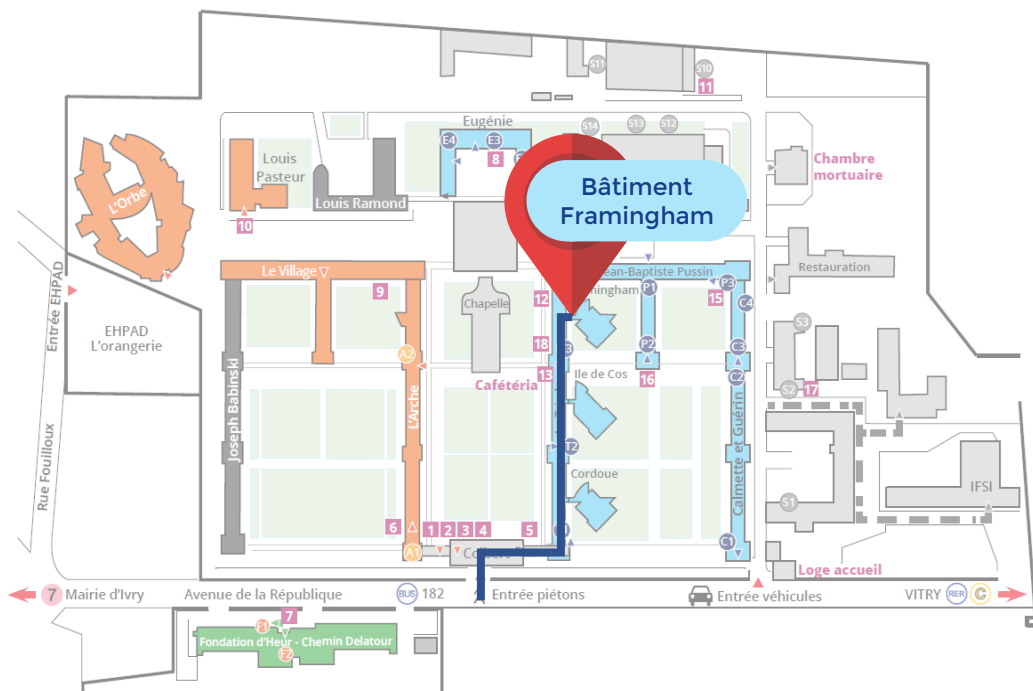 S11
S10
11
Eugénie
E4
E3
8
S14
S13
S12
Louis
Pasteur
Louis Ramond
10
L'Orbe
Chambre
mortuaire
Bâtiment
Framingham
Le Village
9
Jean-Baptiste Pussin
P1
P3
15
C4
Restauration
Chapelle
12
18
13
Cafétéria
Entrée EHPAD
EHPAD
L'orangerie
A2
P2
16
C3
C2
S3
S2
17
Ile de Cos
Joseph Babinski
L'Arche
T2
Calmette et Guérin
Cordoue
Rue Fouilloux
S1
IFSI
6
1
2
3
4
5
A1
C1
Loge accueil
7
Mairie d'Ivry
Avenue de la République
BUS
182
Entrée piétons
Entrée véhicules
VITRY
RER
C
7
F1
Fondation d'Heur - Chemin Delatour
F2